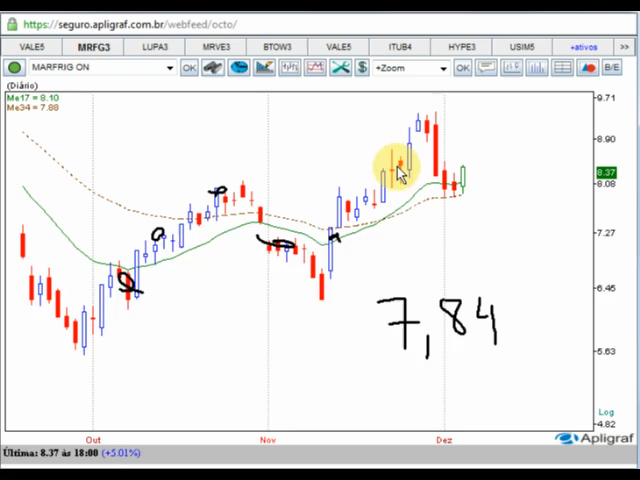 https://seguro.apligraf.com.br/webfeed/octo/
VALE5 MRFG3 LUPA3 MRVE3 BTOW3 VALE5 ITUB4 HYPE3 USIM5 +ativos >>
MARFRIG ON OK $ +Zoom OK B/E
(Diário)
Me17 = 8.10
Me34 = 7.88
9.71
8.90
8.37
8.08
7.27
6.45
5.63
4.82
7,84
Log
Out Nov Dez
Apligraf
Última: 8.37 às 18:00 (+5.01%)